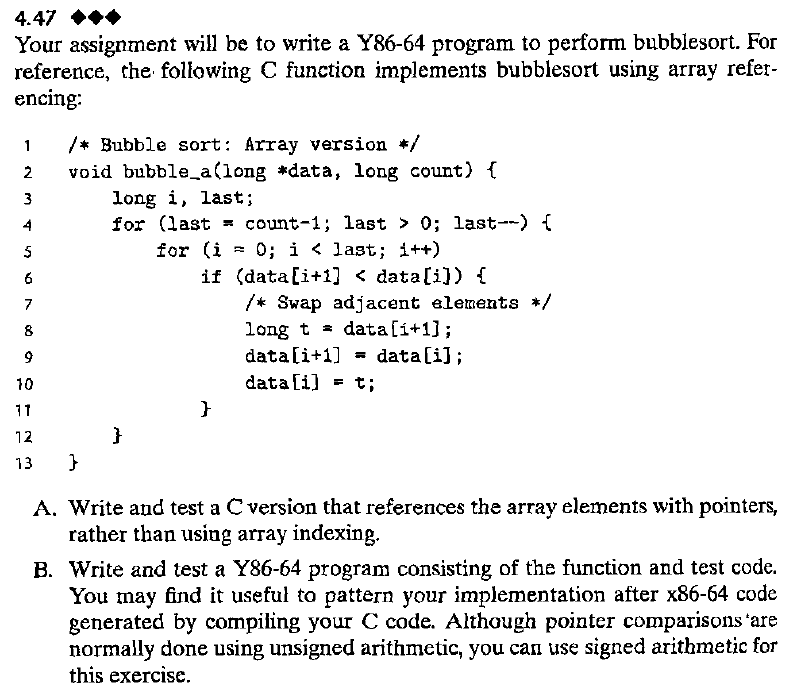 4.47 ◆◆◆
Your assignment will be to write a Y86-64 program to perform bubblesort. For
reference, the following C function implements bubblesort using array refer-
encing:
1 /* Bubble sort: Array version */
2 void bubble_a(long *data, long count) {
3 long i, last;
4 for (last = count-1; last > 0; last--) {
5 for (i = 0; i < last; i++)
6 if (data[i+1] < data[i]) {
7 /* Swap adjacent elements */
8 long t = data[i+1];
9 data[i+1] = data[i];
10 data[i] = t;
11 }
12 }
13 }
A. Write and test a C version that references the array elements with pointers,
rather than using array indexing.
B. Write and test a Y86-64 program consisting of the function and test code.
You may find it useful to pattern your implementation after x86-64 code
generated by compiling your C code. Although pointer comparisons are
normally done using unsigned arithmetic, you can use signed arithmetic for
this exercise.